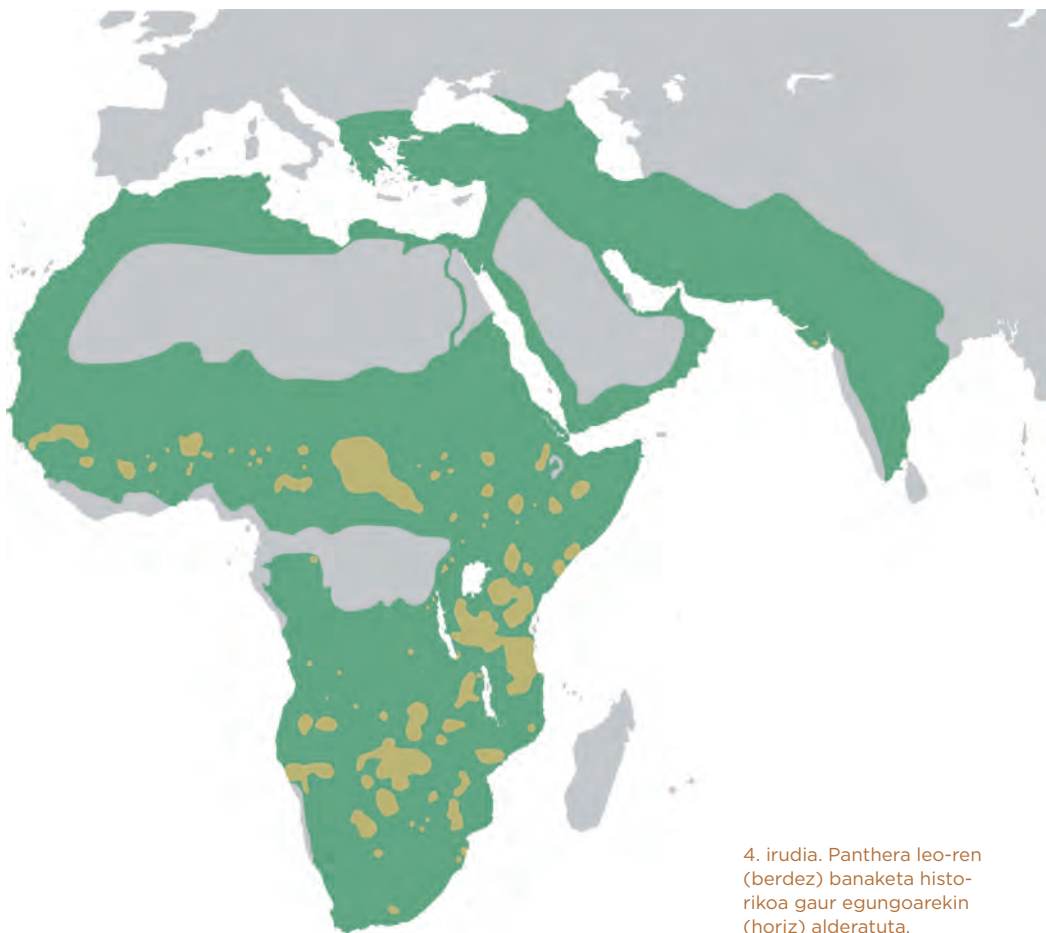 4. irudia. Panthera leo-ren
(berdez) banaketa histo-
rikoa gaur egungoarekin
(horiz) alderatuta.